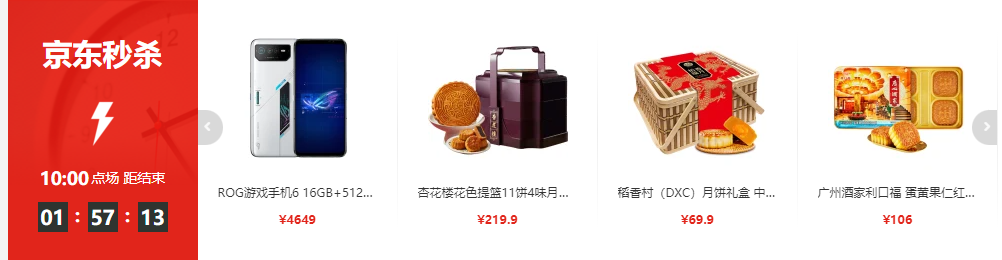 京东秒杀
10:00 点场 距结束
01 : 57 : 13
ROG游戏手机6 16GB+512...
¥4649
杏花楼花色提篮11饼4味月...
¥219.9
稻香村（DXC）月饼礼盒 中...
¥69.9
广州酒家利口福 蛋黄果仁红...
¥106